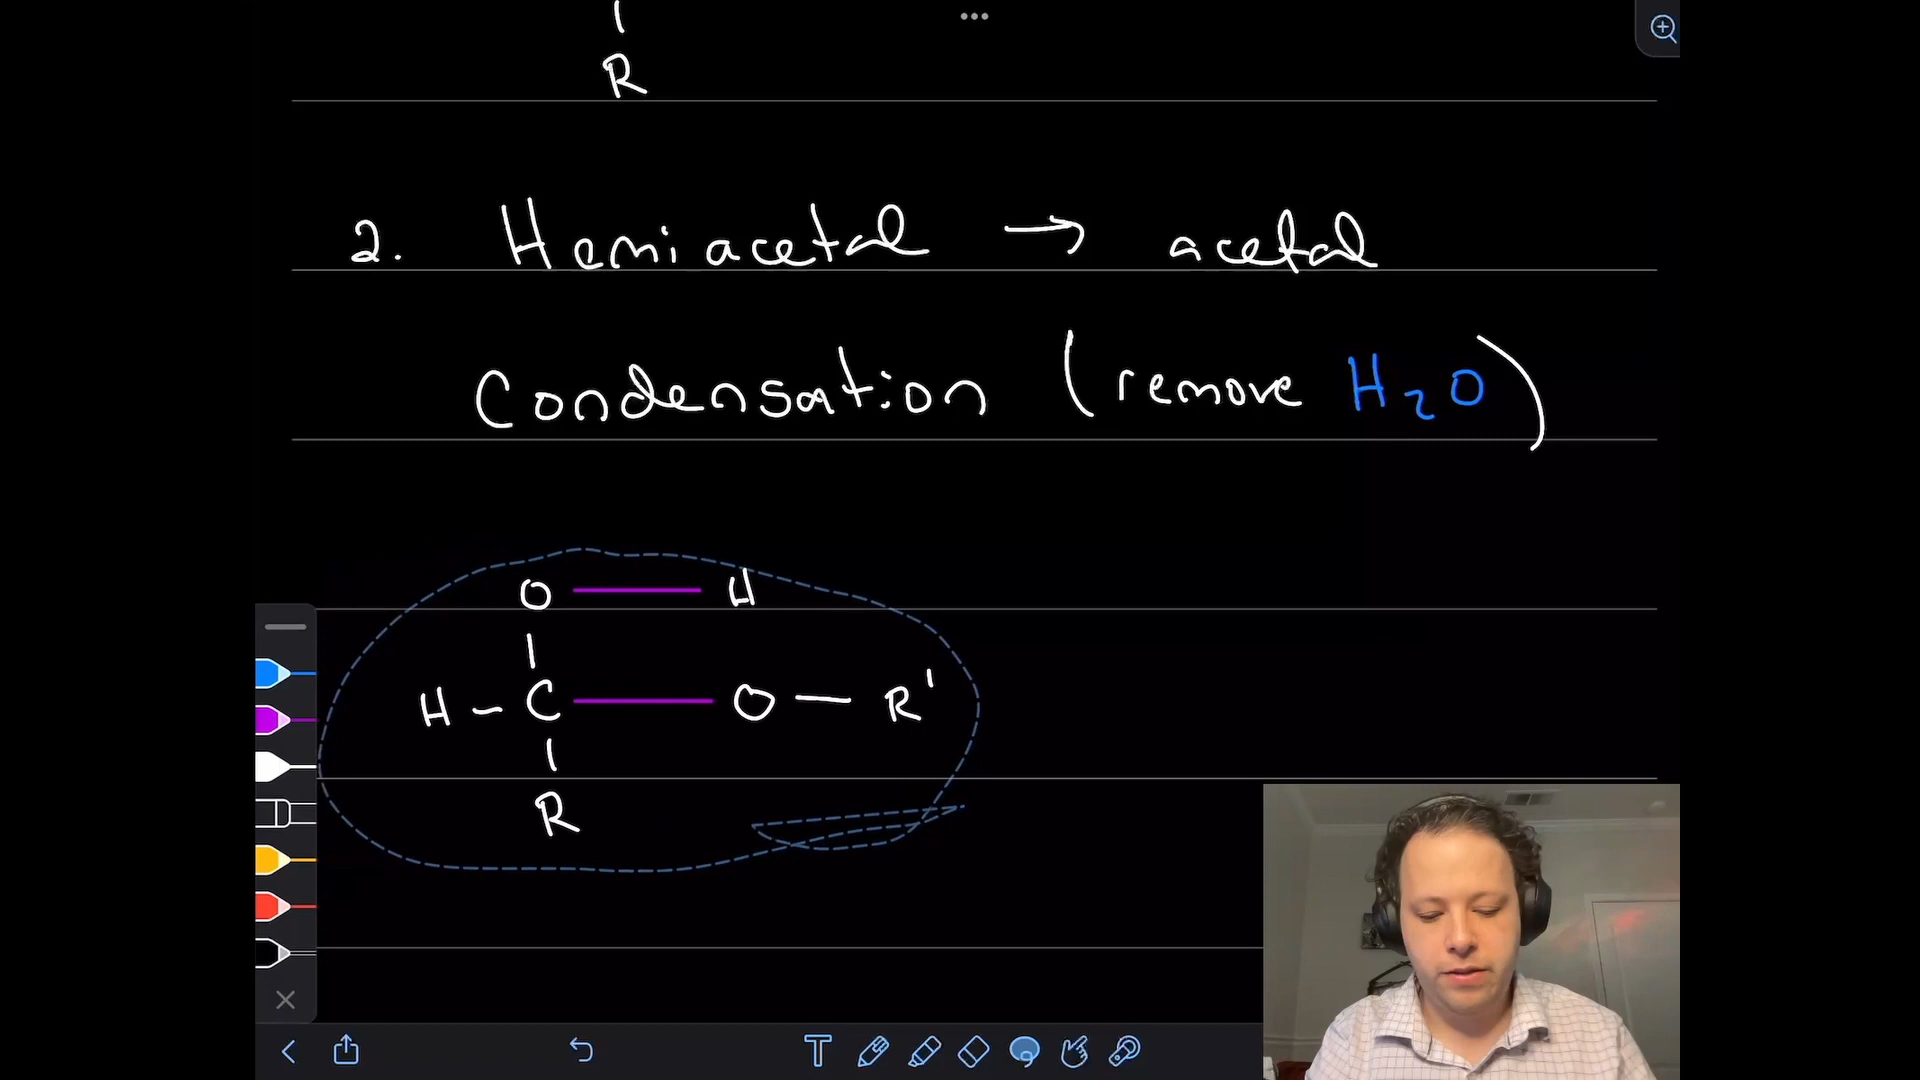 R
2. Hemiacetal → acetal
Condensation (remove H₂O)
O — H
H - C — O — R'
R
T